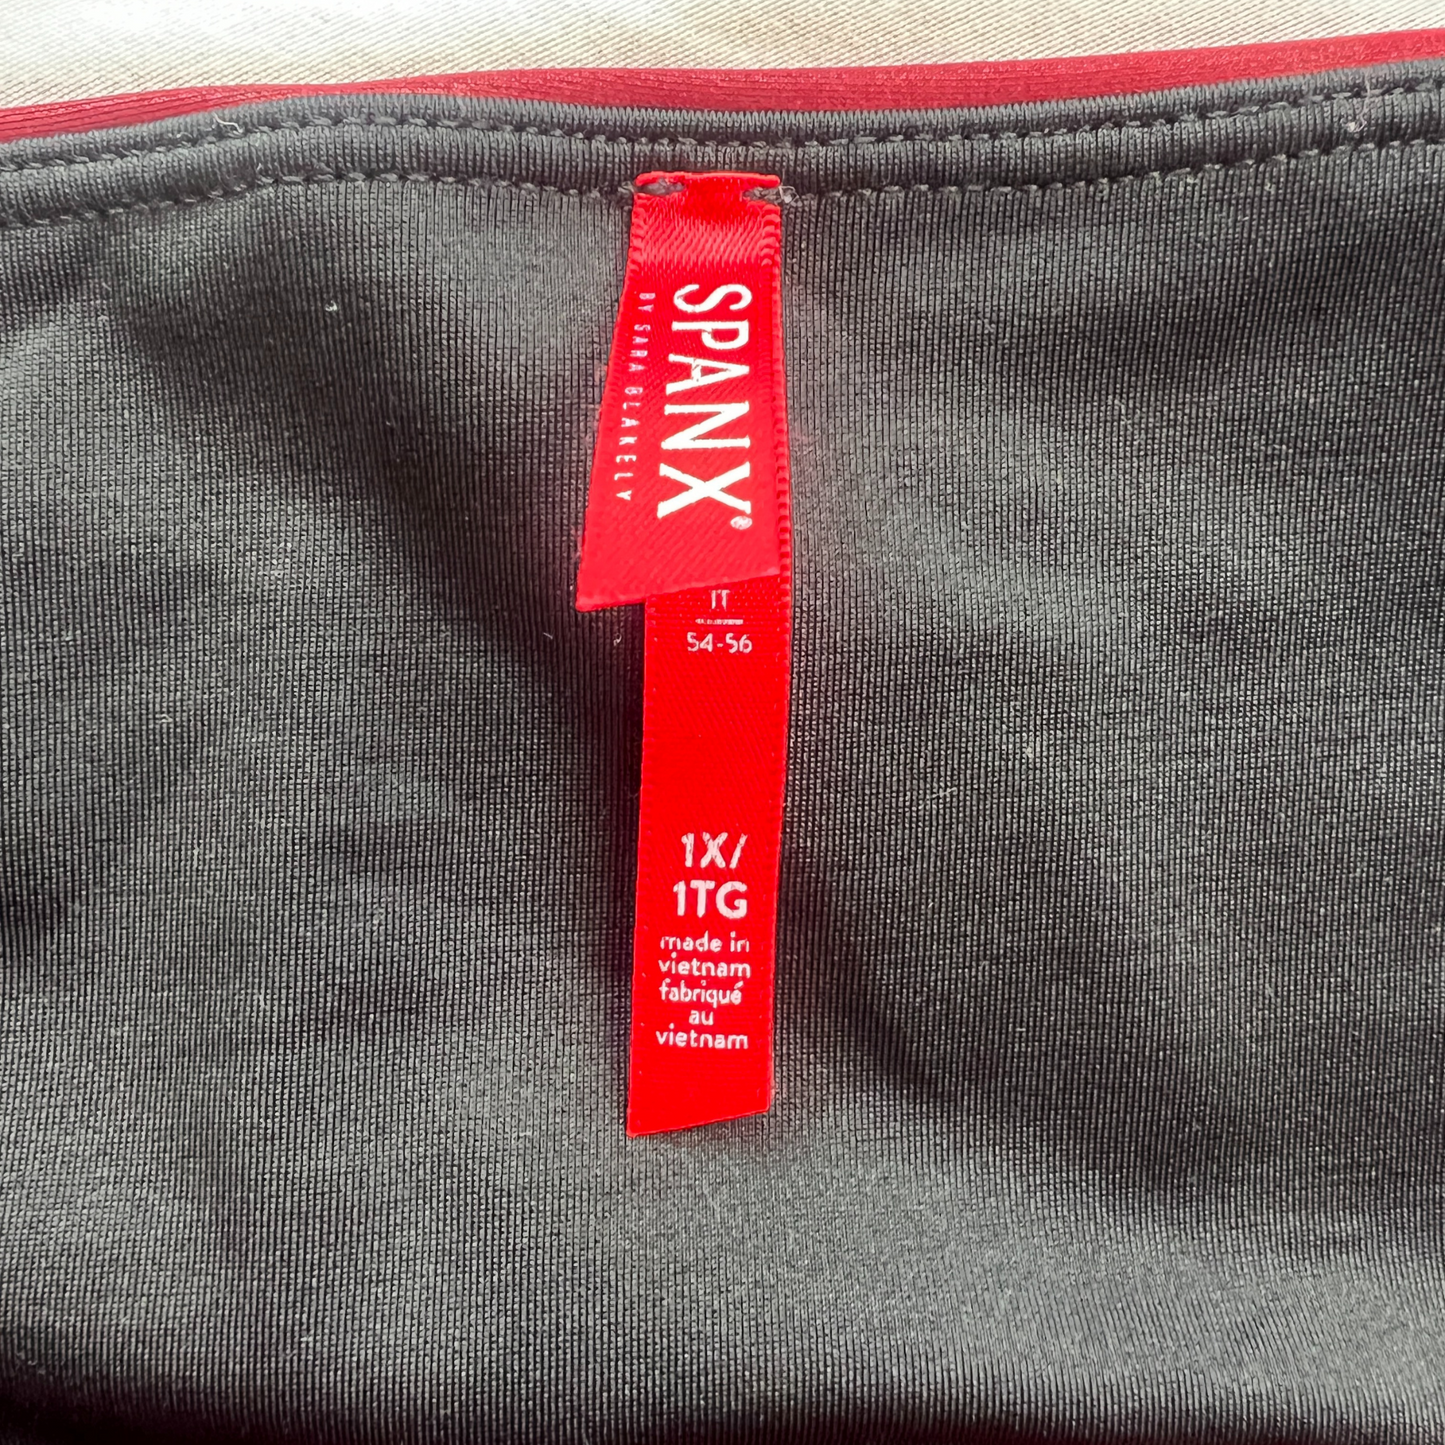 SPANX®
BY SARA BLAKELY
IT
54-56
1X/
1TG
made in
vietnam
fabriqué
au
vietnam